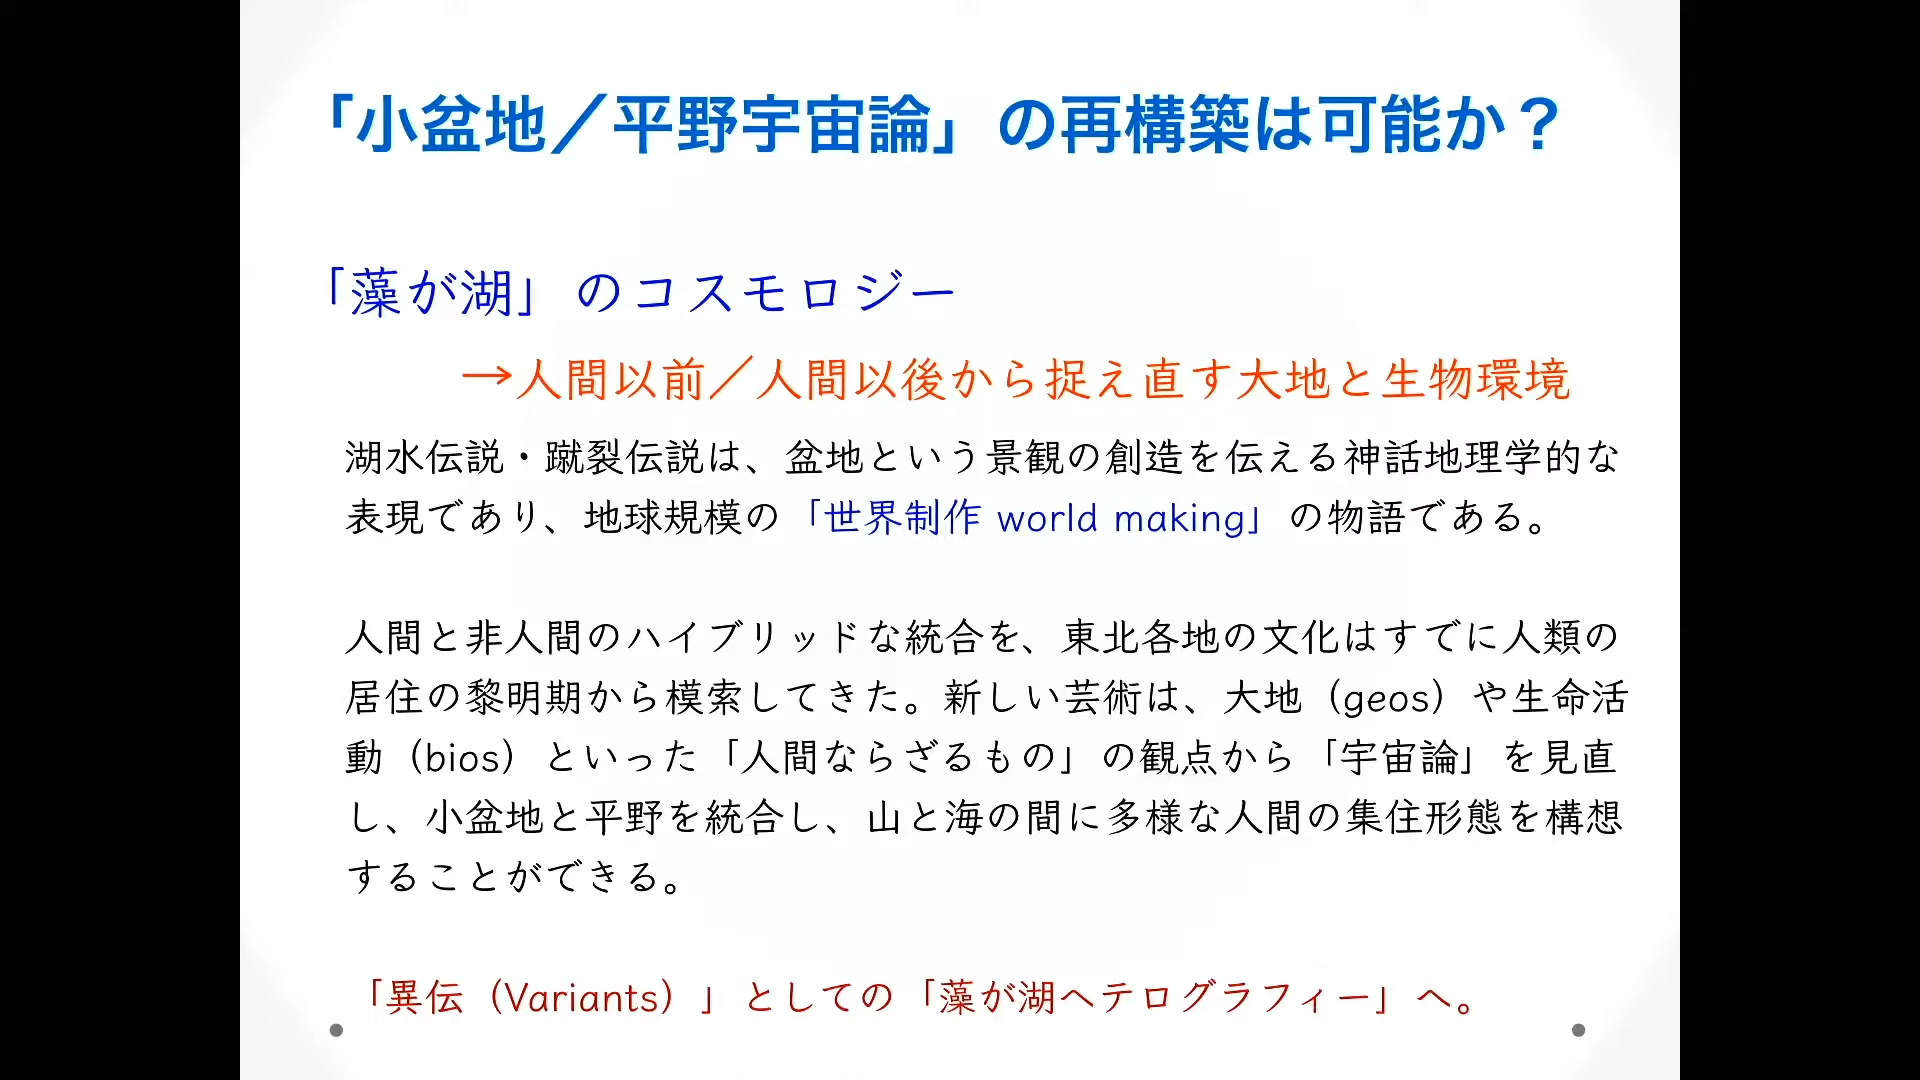 「小盆地／平野宇宙論」の再構築は可能か？
「藻が湖」のコスモロジー
→人間以前／人間以後から捉え直す大地と生物環境
湖水伝説・蹴裂伝説は、盆地という景観の創造を伝える神話地理学的な
表現であり、地球規模の「世界制作 world making」の物語である。
人間と非人間のハイブリッドな統合を、東北各地の文化はすでに人類の
居住の黎明期から模索してきた。新しい芸術は、大地（geos）や生命活
動（bios）といった「人間ならざるもの」の観点から「宇宙論」を見直
し、小盆地と平野を統合し、山と海の間に多様な人間の集住形態を構想
することができる。
「異伝（Variants）」としての「藻が湖ヘテログラフィー」へ。